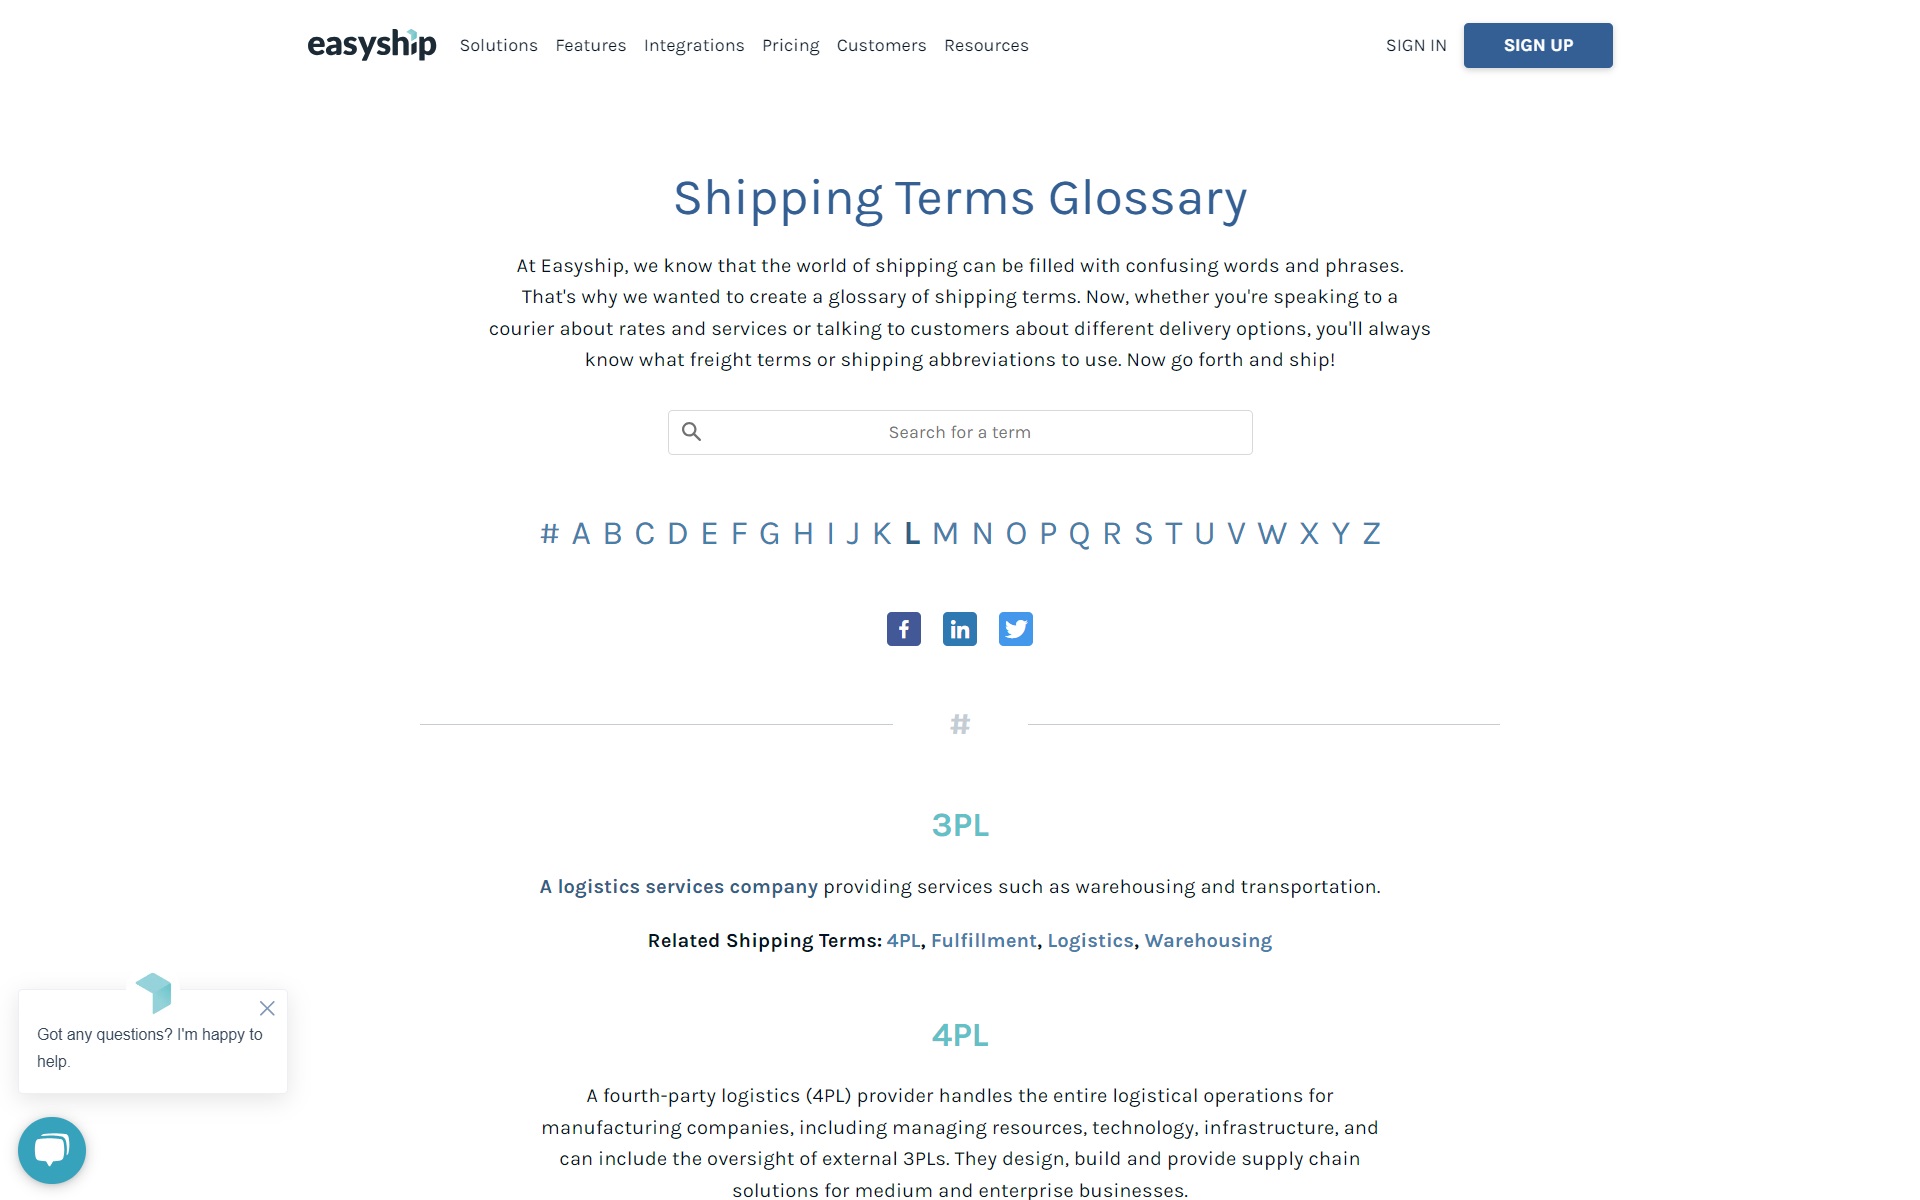 easyship Solutions Features Integrations Pricing Customers Resources SIGN IN SIGN UP
Shipping Terms Glossary
At Easyship, we know that the world of shipping can be filled with confusing words and phrases.
That's why we wanted to create a glossary of shipping terms. Now, whether you're speaking to a
courier about rates and services or talking to customers about different delivery options, you'll always
know what freight terms or shipping abbreviations to use. Now go forth and ship!
Search for a term
# A B C D E F G H I J K L M N O P Q R S T U V W X Y Z
f in
#
3PL
A logistics services company providing services such as warehousing and transportation.
Related Shipping Terms: 4PL, Fulfillment, Logistics, Warehousing
4PL
A fourth-party logistics (4PL) provider handles the entire logistical operations for
manufacturing companies, including managing resources, technology, infrastructure, and
can include the oversight of external 3PLs. They design, build and provide supply chain
solutions for medium and enterprise businesses.
Got any questions? I'm happy to
help.